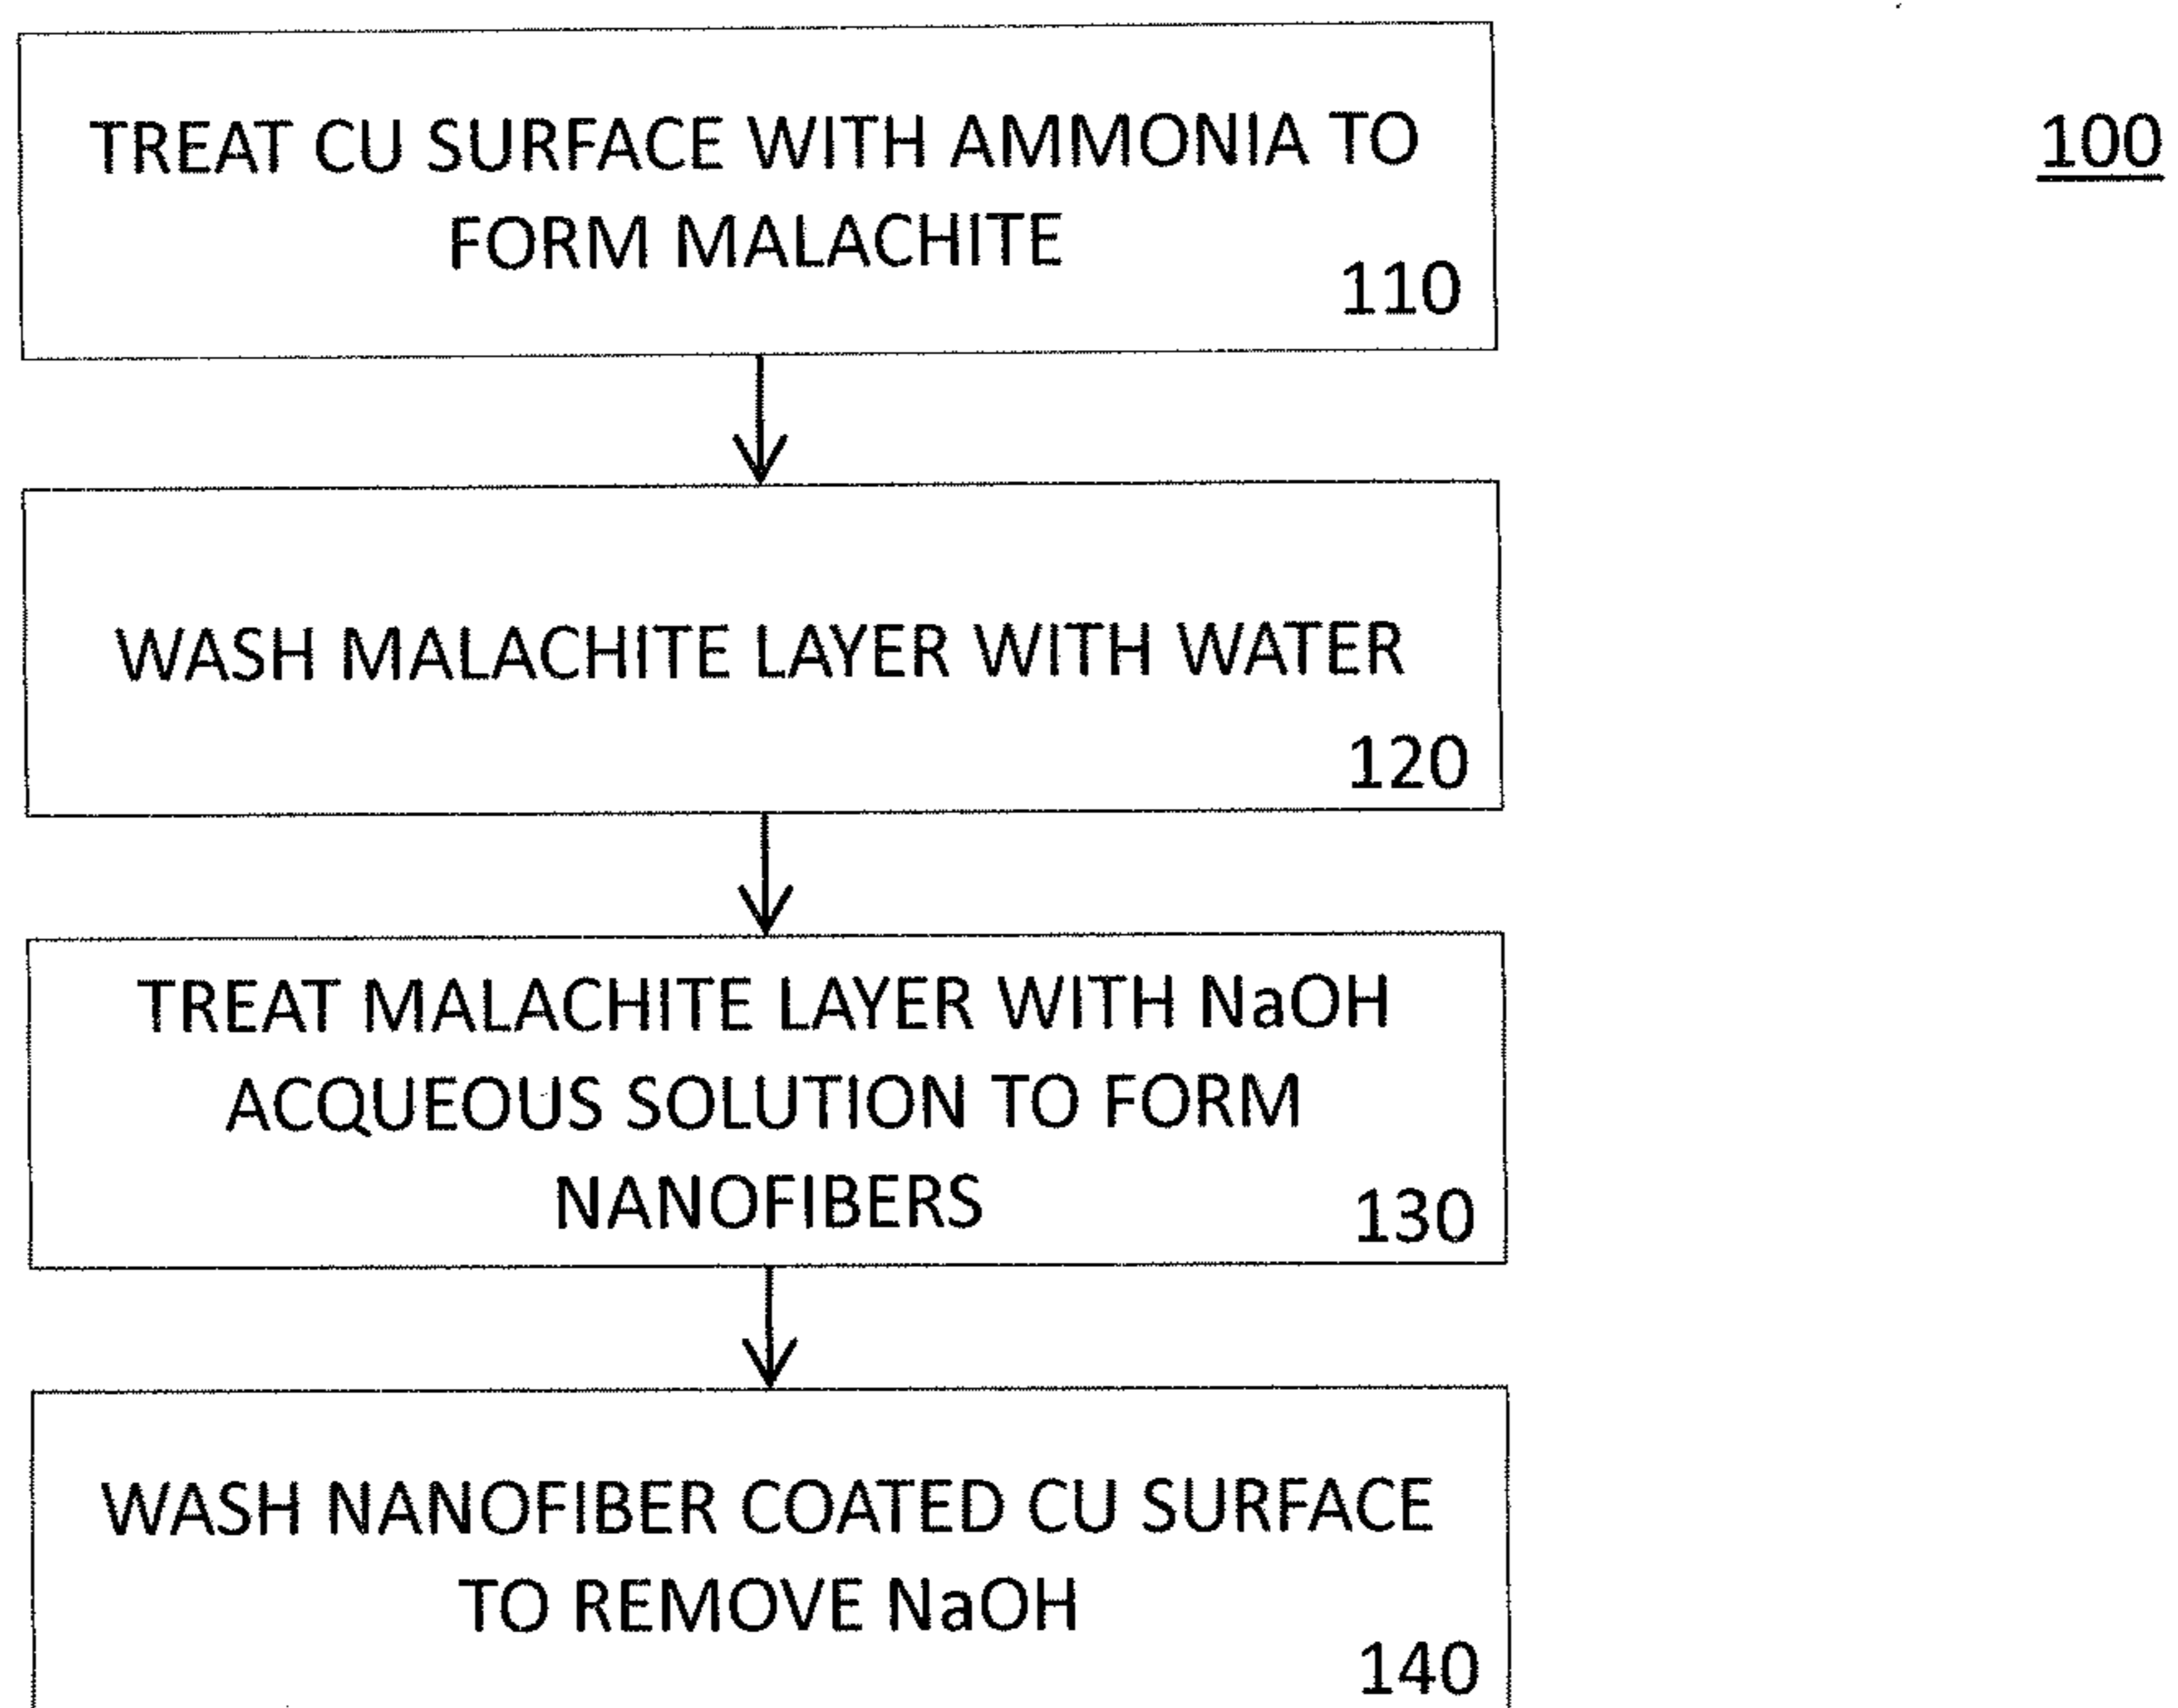 TREAT CU SURFACE WITH AMMONIA TO
FORM MALACHITE
110
100
WASH MALACHITE LAYER WITH WATER
120
TREAT MALACHITE LAYER WITH NaOH
ACQUEOUS SOLUTION TO FORM
NANOFIBERS
130
WASH NANOFIBER COATED CU SURFACE
TO REMOVE NaOH
140